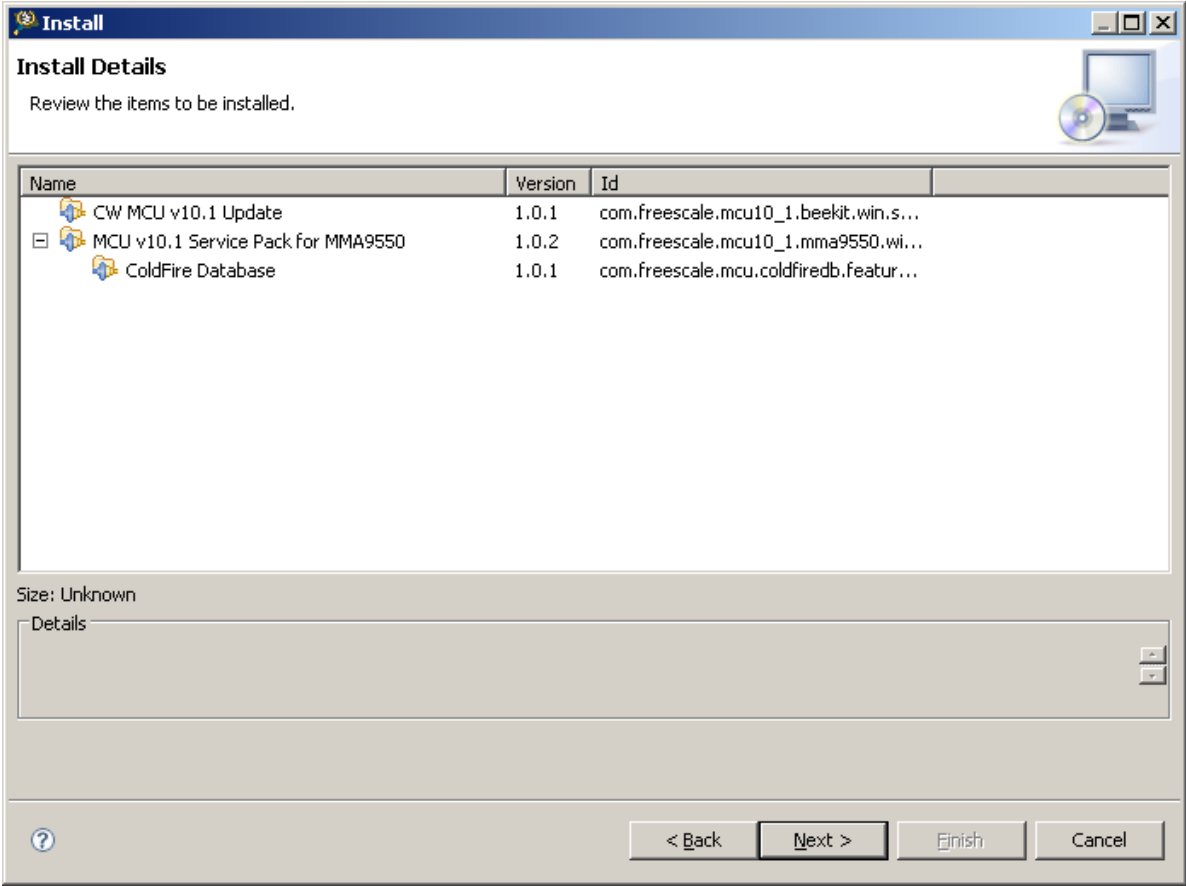 Install
Install Details
Review the items to be installed.
Name Version Id
CW MCU v10.1 Update 1.0.1 com.freescale.mcu10_1.beekit.win.s...
MCU v10.1 Service Pack for MMA9550 1.0.2 com.freescale.mcu10_1.mma9550.wi...
ColdFire Database 1.0.1 com.freescale.mcu.coldfiredb.featur...
Size: Unknown
Details
< Back Next > Finish Cancel